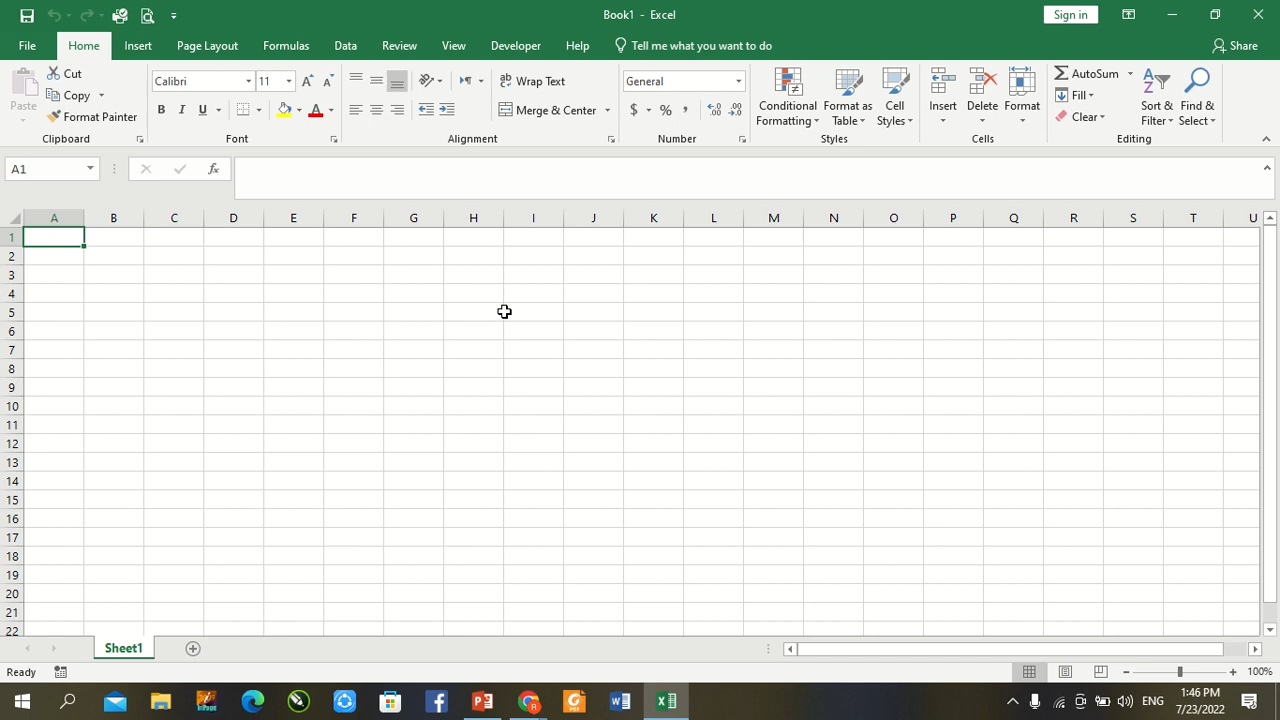 Book1 - Excel
Sign in
File Home Insert Page Layout Formulas Data Review View Developer Help Tell me what you want to do Share
Paste
Cut
Copy
Format Painter
Clipboard
Calibri 11
A A
B I U A
Font
Wrap Text
Merge & Center
Alignment
General
$ % ,
Number
Conditional Formatting
Format as Table
Cell Styles
Styles
Insert Delete Format
Cells
AutoSum
Fill
Clear
Sort & Filter
Find & Select
Editing
A1 fx
A B C D E F G H I J K L M N O P Q R S T U
1
2
3
4
5
6
7
8
9
10
11
12
13
14
15
16
17
18
19
20
21
22
Sheet1
Ready 100%
ENG 1:46 PM
7/23/2022